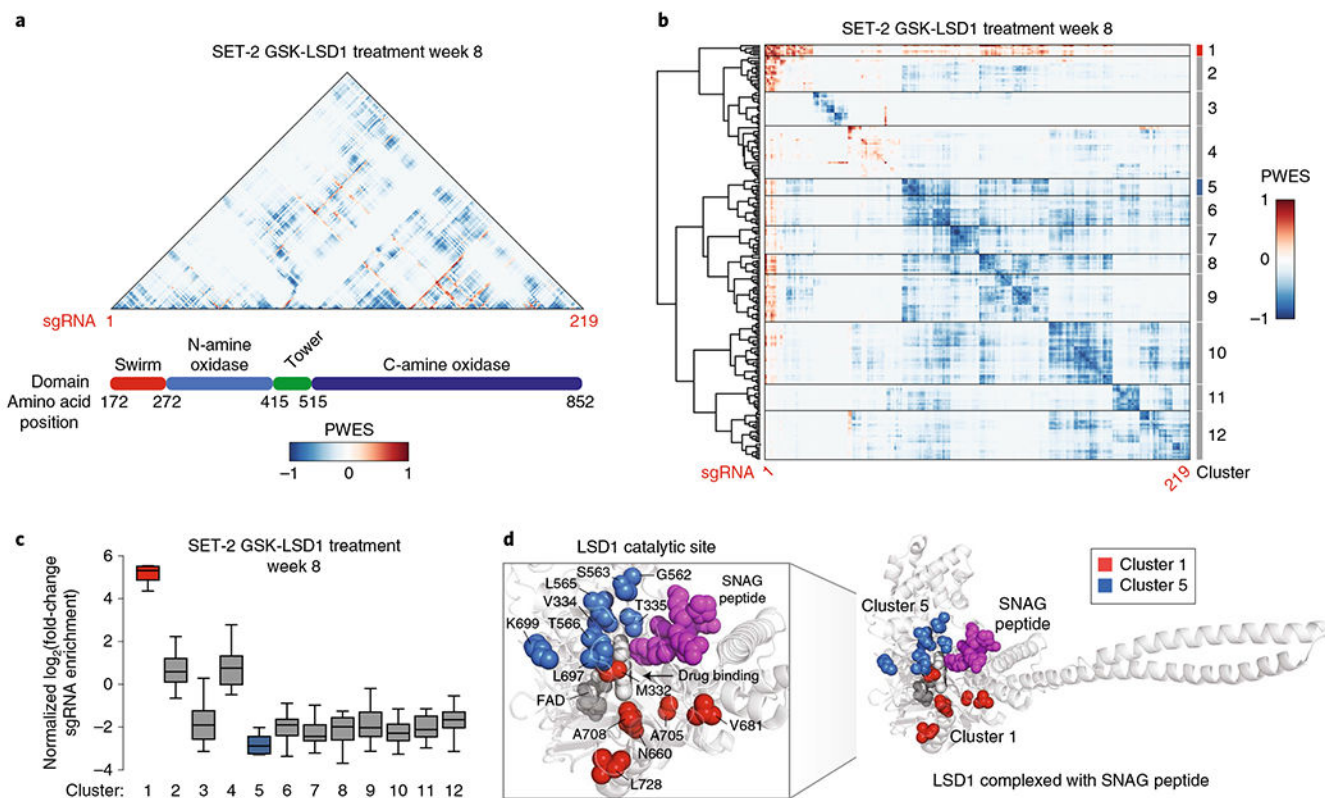 a
SET-2 GSK-LSD1 treatment week 8
sgRNA 1
219
Swirm
N-amine
oxidase
Tower
C-amine oxidase
Domain
Amino acid
position
172
272
415
515
852
PWES
−1
0
1
b
SET-2 GSK-LSD1 treatment week 8
1
2
3
4
5
6
7
8
9
10
11
12
sgRNA 1
219
Cluster
PWES
1
0
−1
c
SET-2 GSK-LSD1 treatment
week 8
Normalized log2(fold-change
sgRNA enrichment)
6
4
2
0
−2
−4
Cluster: 1 2 3 4 5 6 7 8 9 10 11 12
d
LSD1 catalytic site
S563
G562
L565
V334
T335
SNAG
peptide
K699
T566
L697
M332
Drug binding
FAD
A708
A705
V681
N660
L728
Cluster 1
Cluster 5
Cluster 5
SNAG
peptide
Cluster 1
LSD1 complexed with SNAG peptide